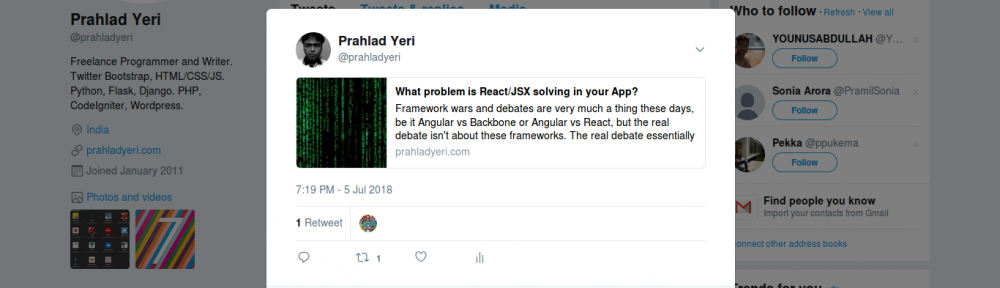 Prahlad Yeri
@prahladyeri
Freelance Programmer and Writer.
Twitter Bootstrap, HTML/CSS/JS.
Python, Flask, Django. PHP,
CodeIgniter, Wordpress.
India
prahladyeri.com
Joined January 2011
Photos and videos
7
Tweets Tweets & replies Media
Prahlad Yeri
@prahladyeri
What problem is React/JSX solving in your App?
Framework wars and debates are very much a thing these days,
be it Angular vs Backbone or Angular vs React, but the real
debate isn't about these frameworks. The real debate essentially
prahladyeri.com
7:19 PM - 5 Jul 2018
1 Retweet
1
Who to follow · Refresh · View all
YOUNUSABDULLAH @Y...
Follow
Sonia Arora @PramilSonia
Follow
Pekka @ppukema
Follow
Find people you know
Import your contacts from Gmail
Connect other address books
Trends for you